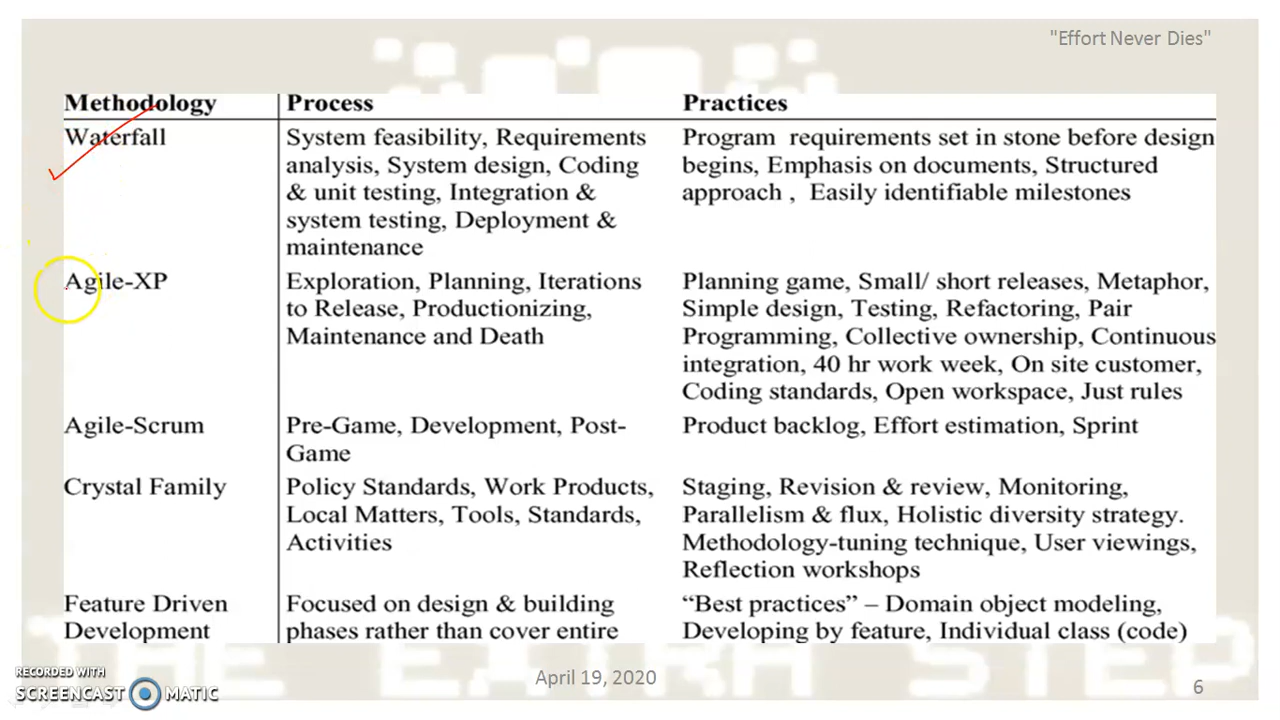 "Effort Never Dies"
Methodology Process Practices
Waterfall System feasibility, Requirements Program requirements set in stone before design
analysis, System design, Coding begins, Emphasis on documents, Structured
& unit testing, Integration & approach , Easily identifiable milestones
system testing, Deployment &
maintenance
Agile-XP Exploration, Planning, Iterations Planning game, Small/ short releases, Metaphor,
to Release, Productionizing, Simple design, Testing, Refactoring, Pair
Maintenance and Death Programming, Collective ownership, Continuous
integration, 40 hr work week, On site customer,
Coding standards, Open workspace, Just rules
Agile-Scrum Pre-Game, Development, Post- Product backlog, Effort estimation, Sprint
Game
Crystal Family Policy Standards, Work Products, Staging, Revision & review, Monitoring,
Local Matters, Tools, Standards, Parallelism & flux, Holistic diversity strategy.
Activities Methodology-tuning technique, User viewings,
Reflection workshops
Feature Driven Focused on design & building “Best practices” – Domain object modeling,
Development phases rather than cover entire Developing by feature, Individual class (code)
THE EXTRA STEP
RECORDED WITH
SCREENCAST MATIC
April 19, 2020
6